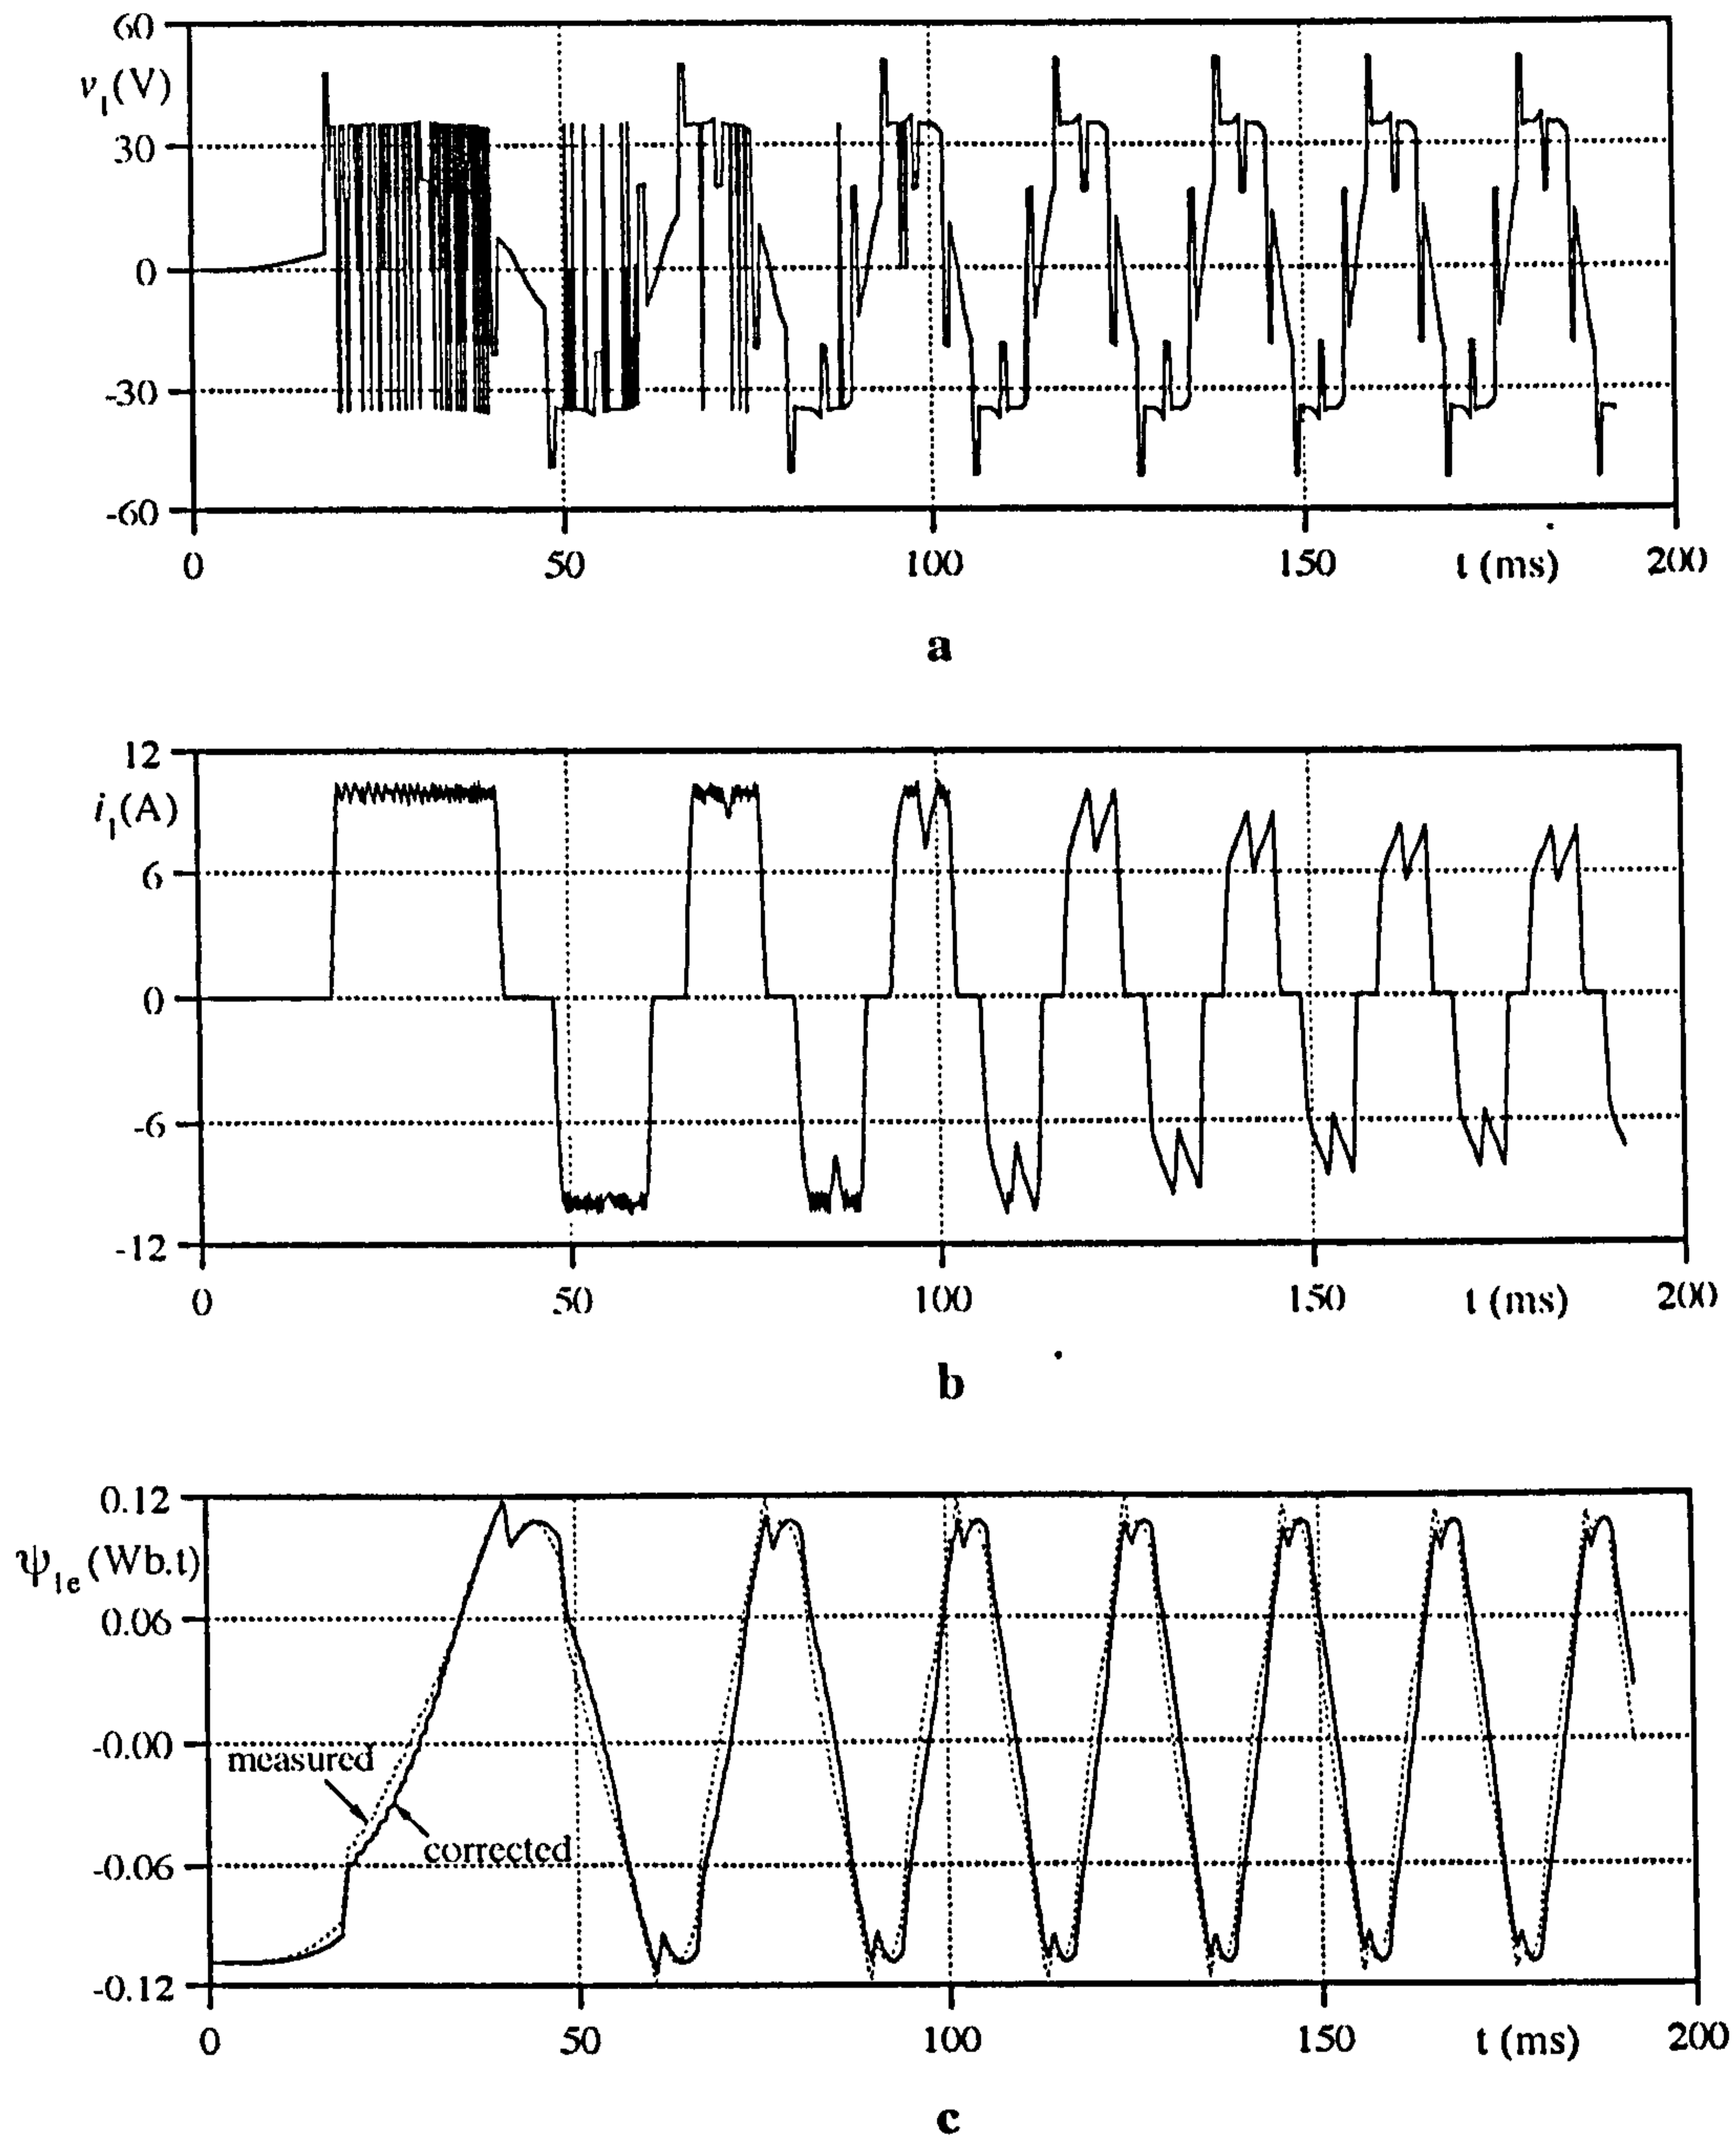 60
v₁(V)
30
0
-30
-60
0 50 100 150 t (ms) 200
a
12
i₁(A)
6
0
-6
-12
0 50 100 150 t (ms) 200
b
0.12
ψ₁ₑ (Wb.t)
0.06
-0.00
measured
corrected
-0.06
-0.12
0 50 100 150 t (ms) 200
c